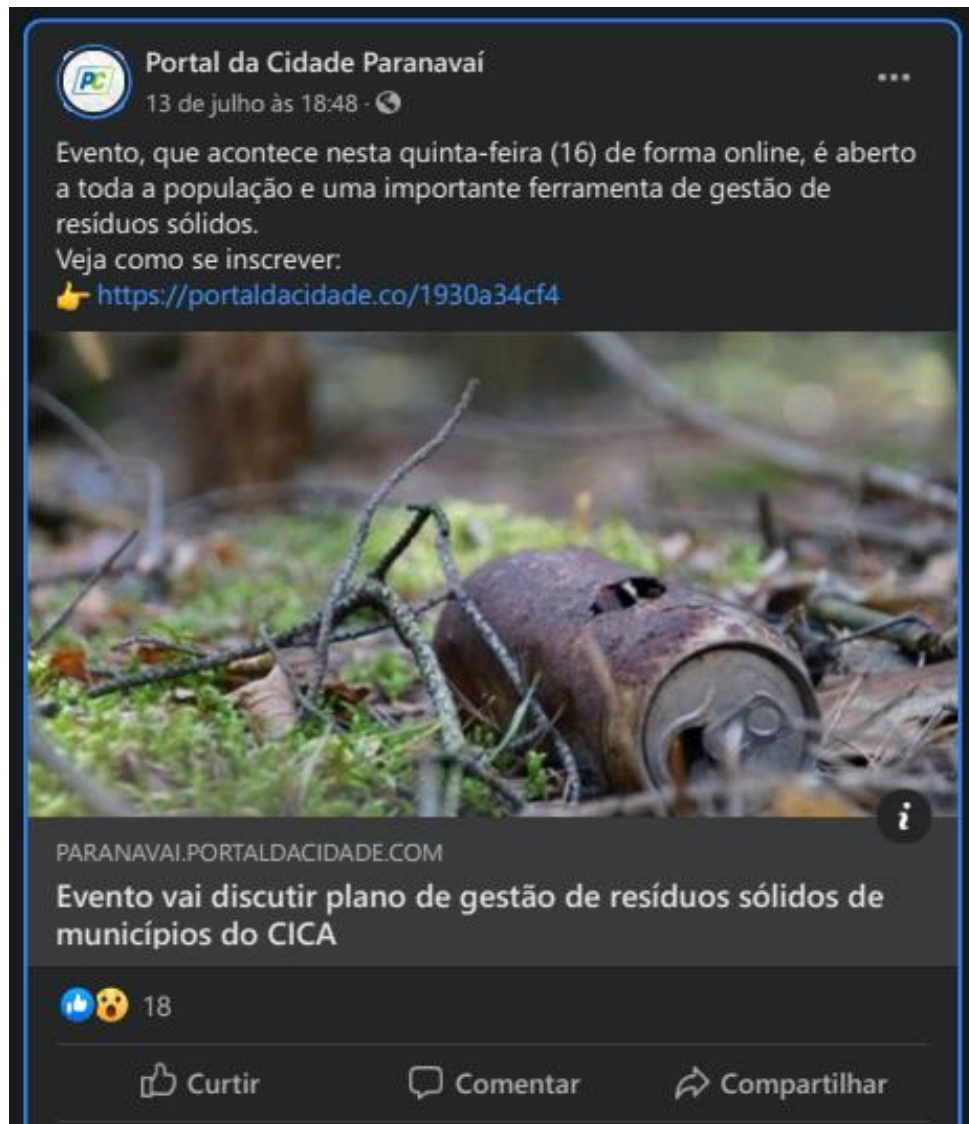 Portal da Cidade Paranavaí
13 de julho às 18:48 ·
Evento, que acontece nesta quinta-feira (16) de forma online, é aberto
a toda a população e uma importante ferramenta de gestão de
resíduos sólidos.
Veja como se inscrever:
👉 https://portaldacidade.co/1930a34cf4
PARANAVAI.PORTALDACIDADE.COM
Evento vai discutir plano de gestão de resíduos sólidos de
municípios do CICA
18
Curtir Comentar Compartilhar